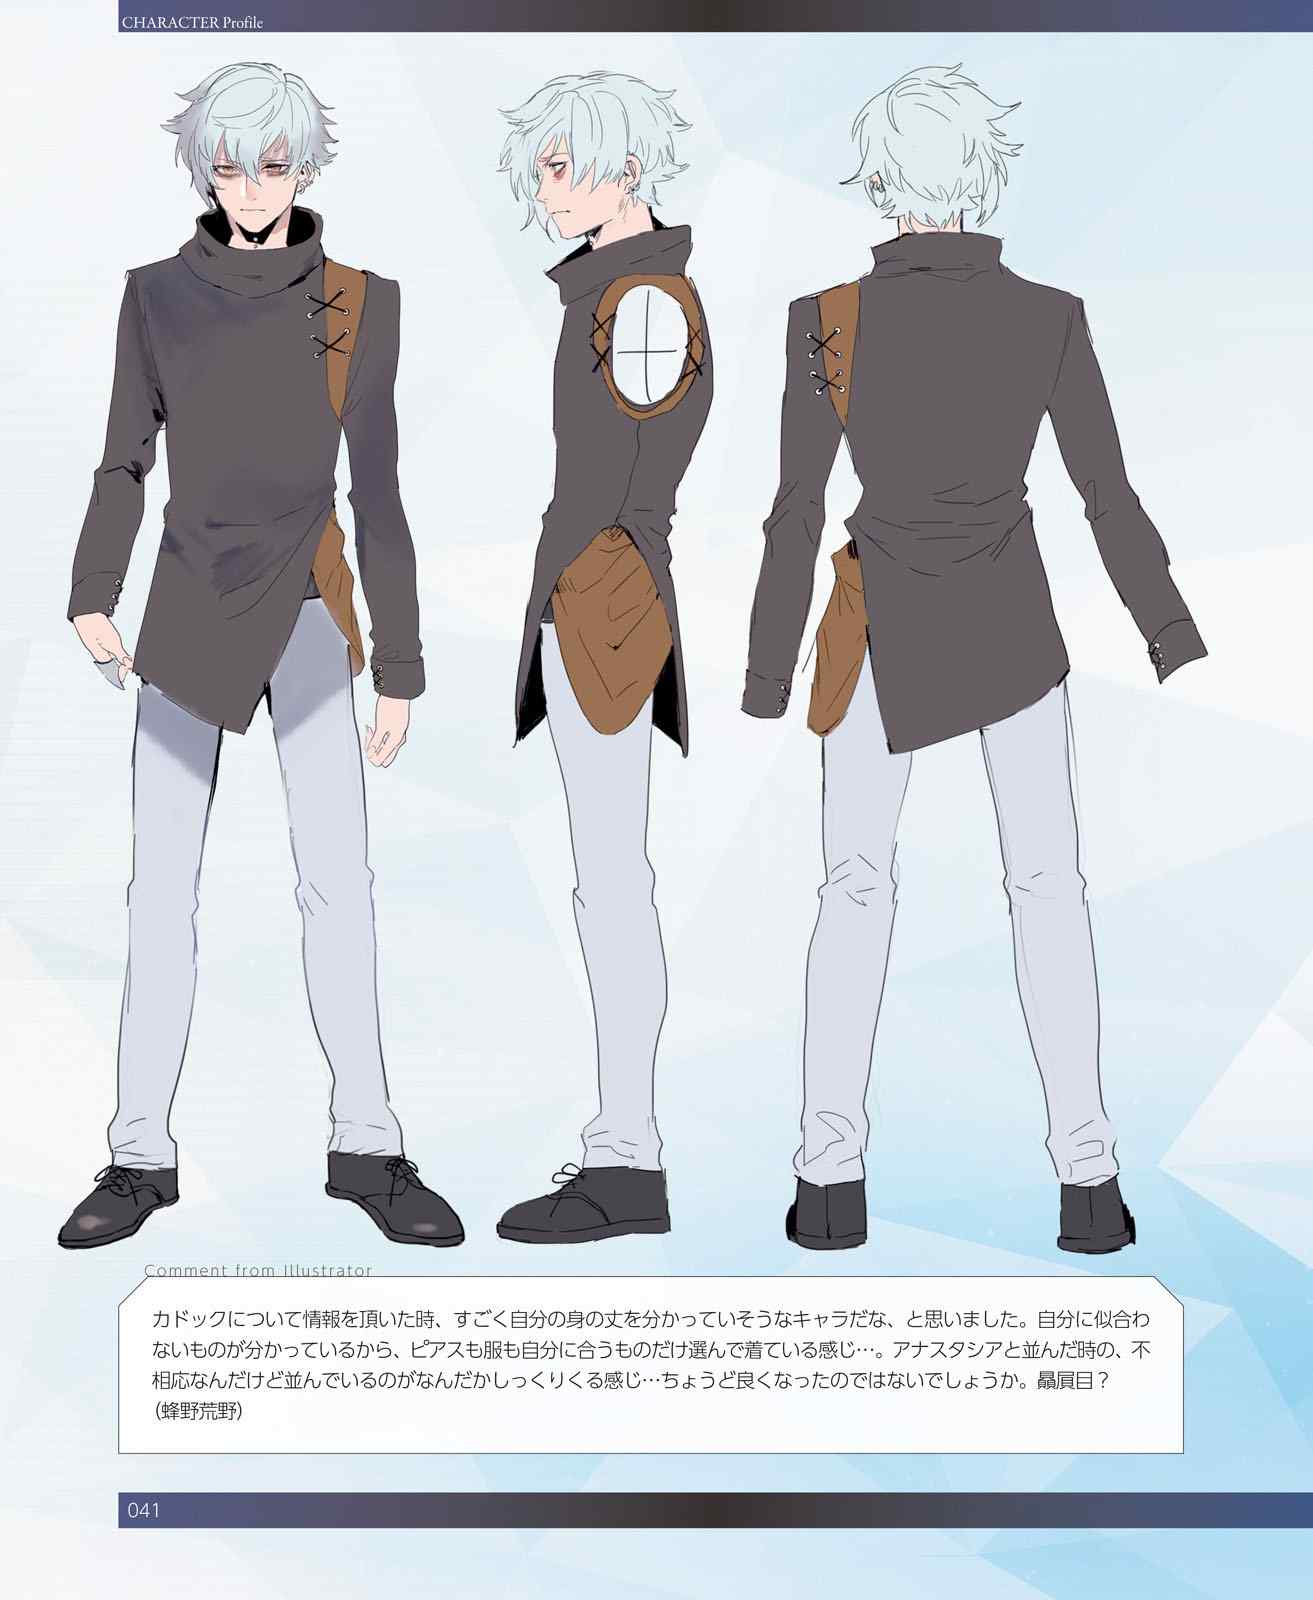 CHARACTER Profile
Comment from Illustrator
カドックについて情報を頂いた時、すごく自分の身の丈を分かっていそうなキャラだな、と思いました。自分に似合わ
ないものが分かっているから、ピアスも服も自分に合うものだけ選んで着ている感じ…。アナスタシアと並んだ時の、不
相応なんだけど並んでいるのがなんだかしっくりくる感じ…ちょうど良くなったのではないでしょうか。贔屓目？
（蜂野荒野）
041